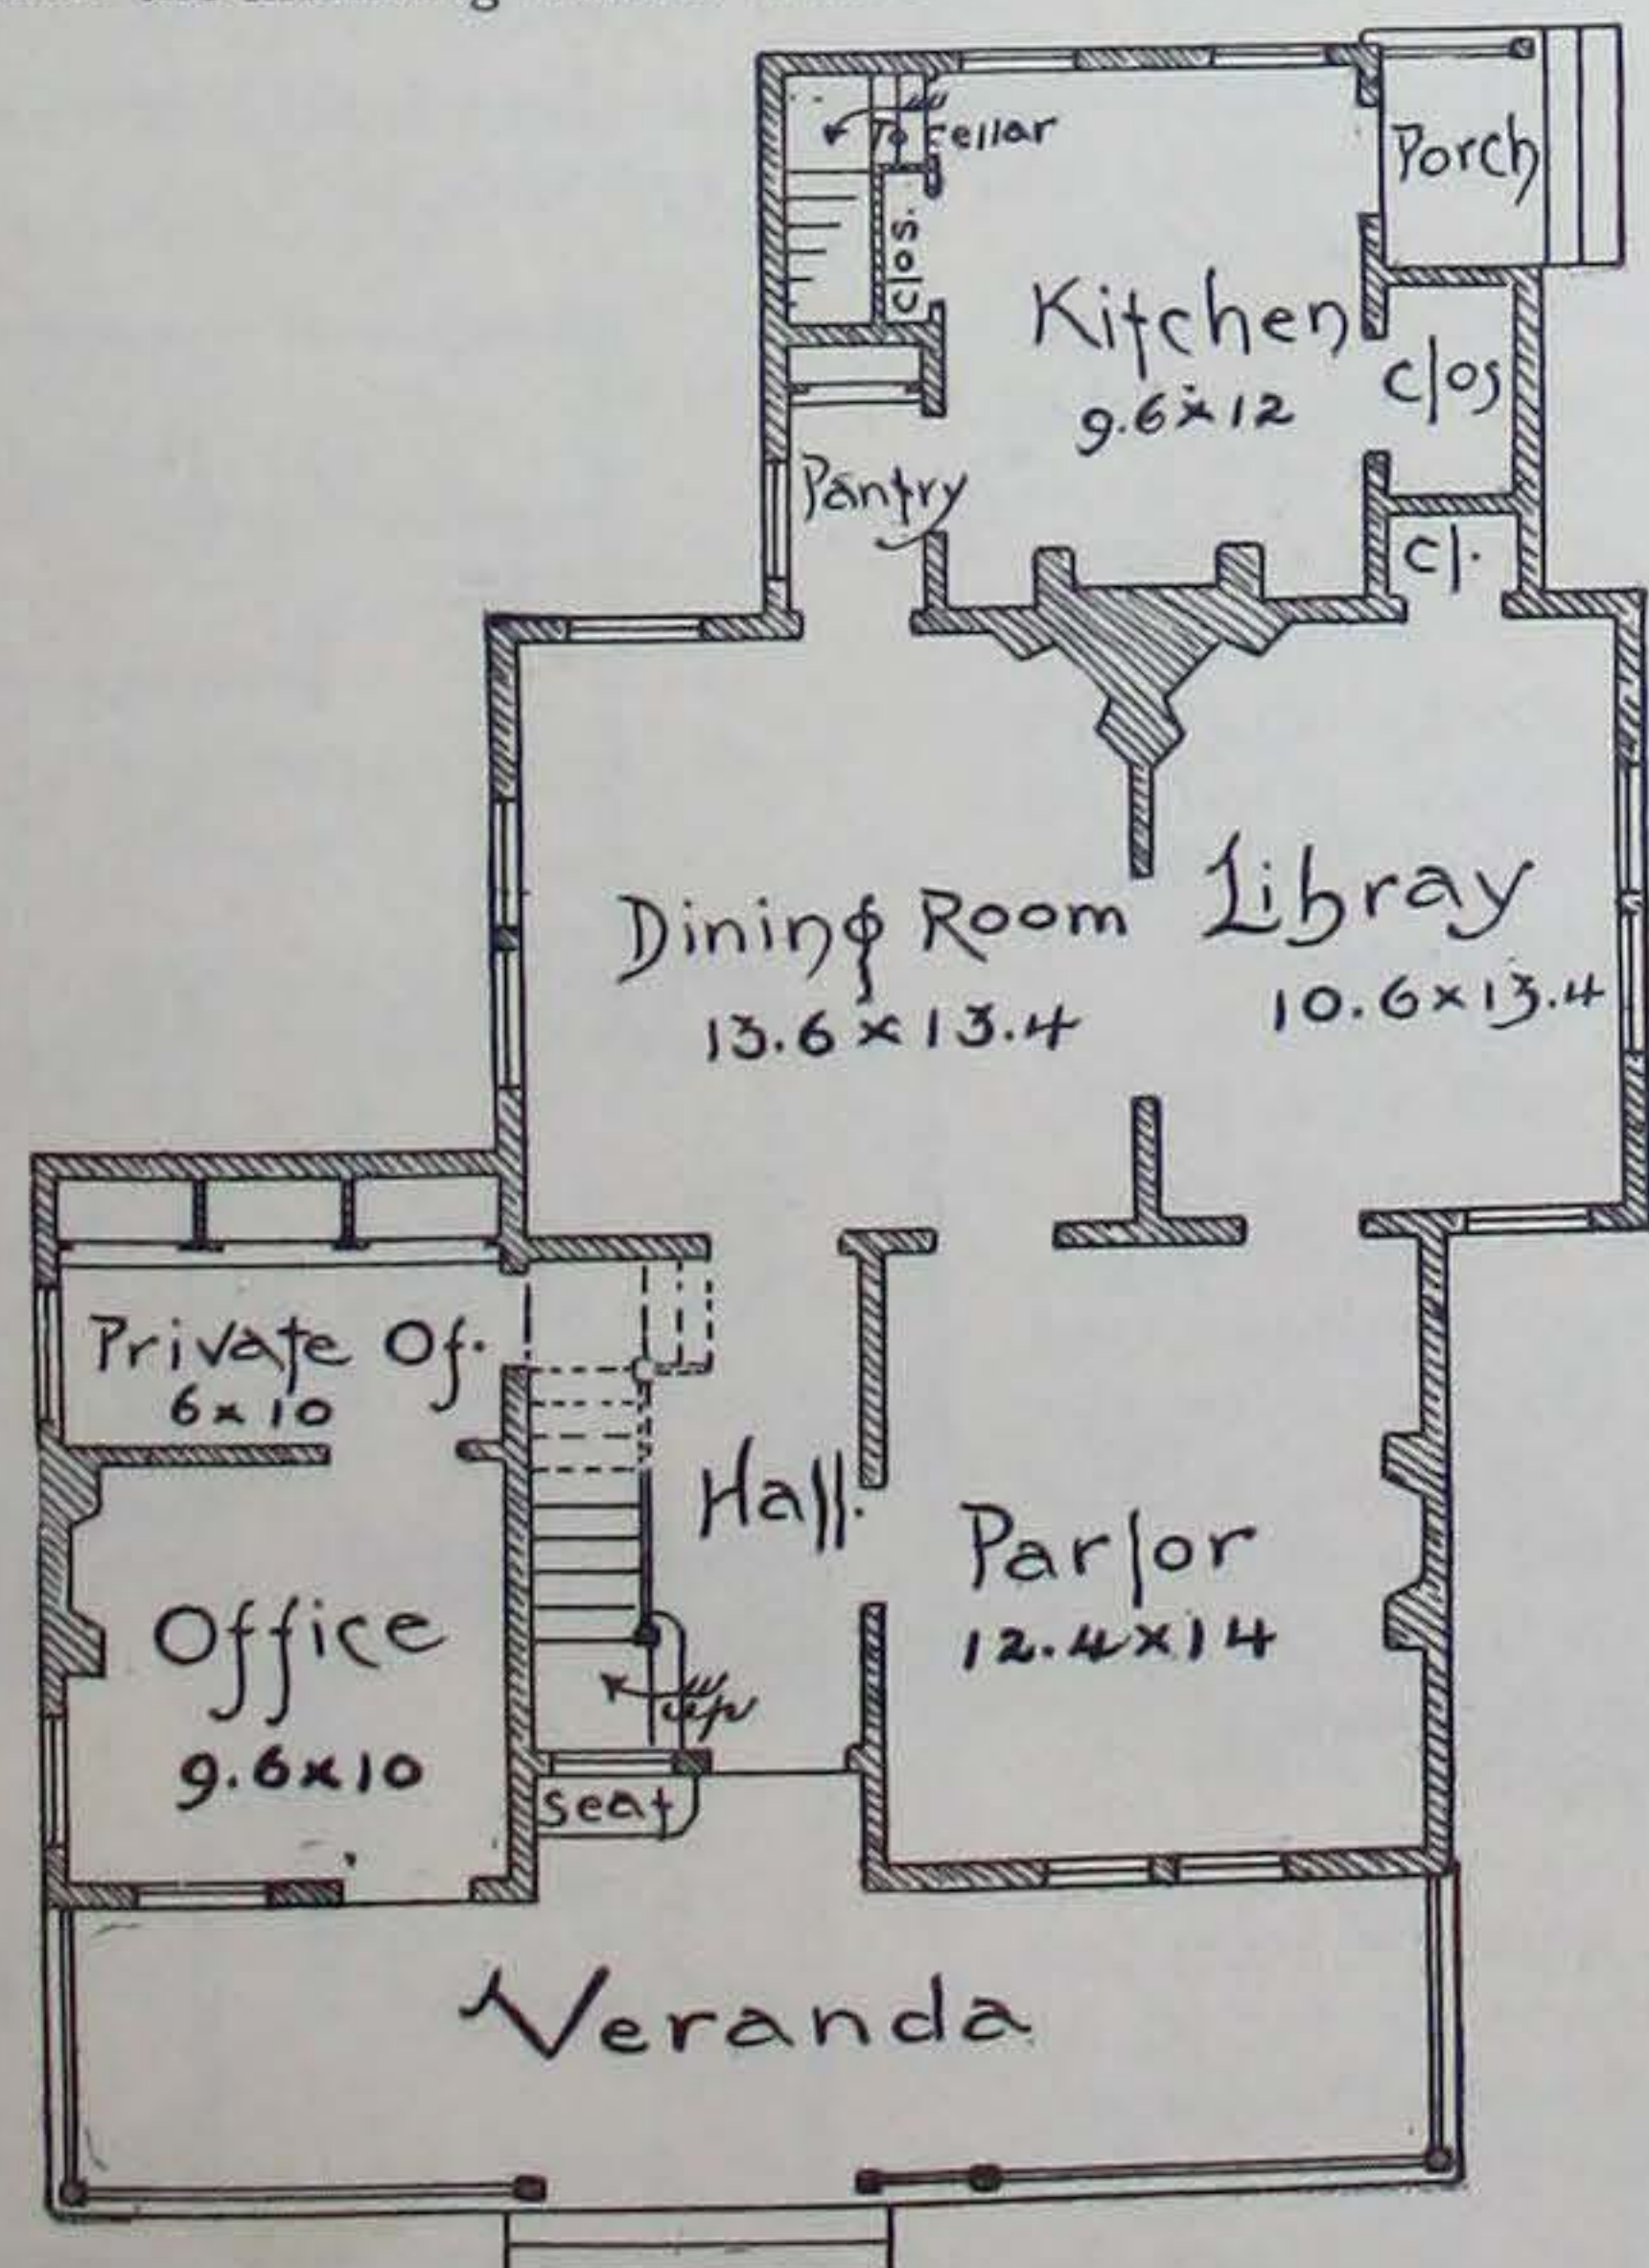 To Cellar
Porch
Clos.
Kitchen
9.6 x 12
Clos
Pantry
Cl.
Dining Room
13.6 x 13.4
Libray
10.6 x 13.4
Private Of.
6 x 10
Hall.
Parlor
12.4 x 14
Office
9.6 x 10
up
Seat
Veranda